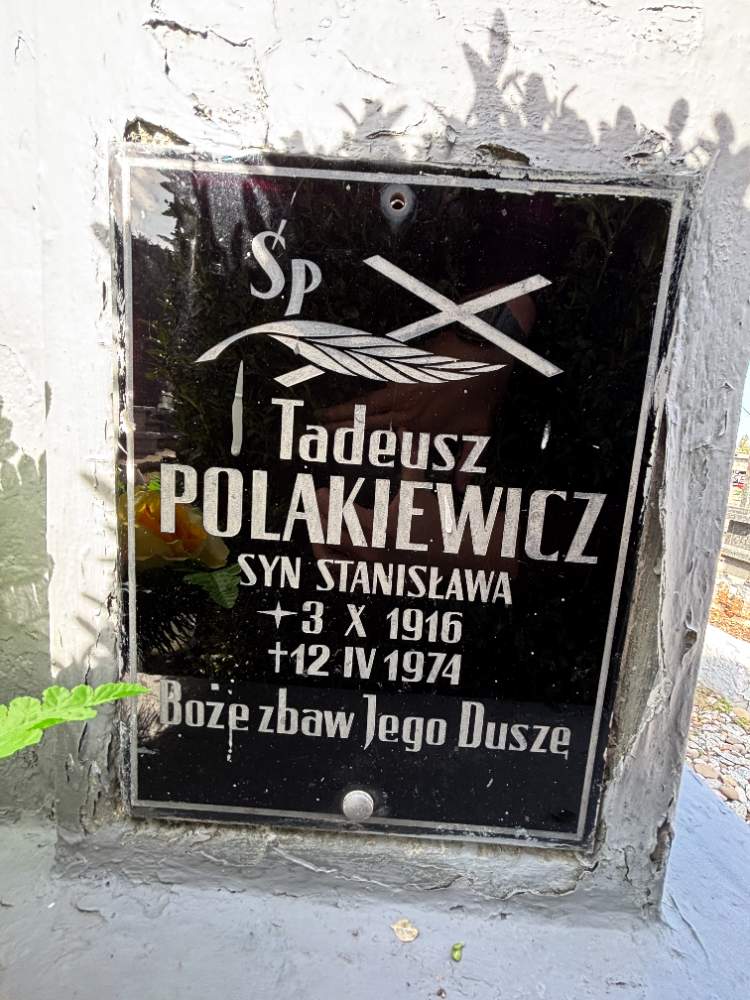 Śp
Tadeusz
POLAKIEWICZ
SYN STANISŁAWA
3 X 1916
†12 IV 1974
Boże zbaw Jego Duszę